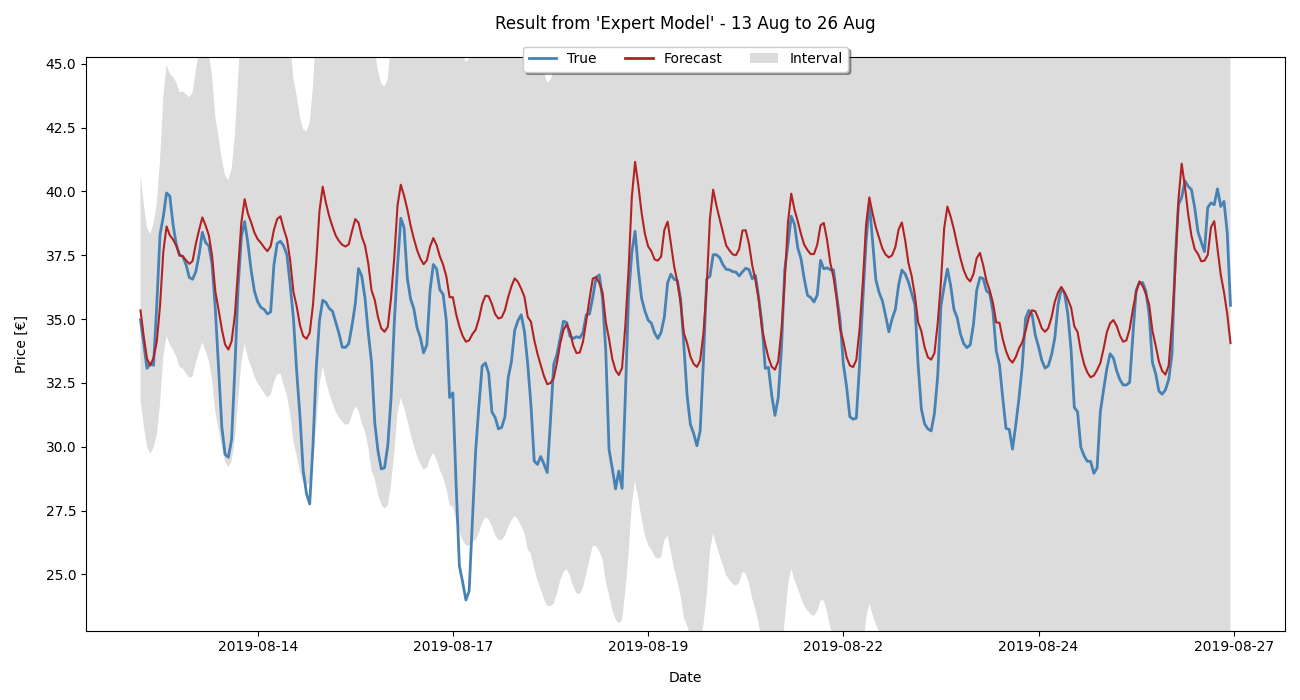 Result from 'Expert Model' - 13 Aug to 26 Aug
True Forecast Interval
45.0
42.5
40.0
37.5
35.0
32.5
30.0
27.5
25.0
Price [€]
2019-08-14 2019-08-17 2019-08-19 2019-08-22 2019-08-24 2019-08-27
Date